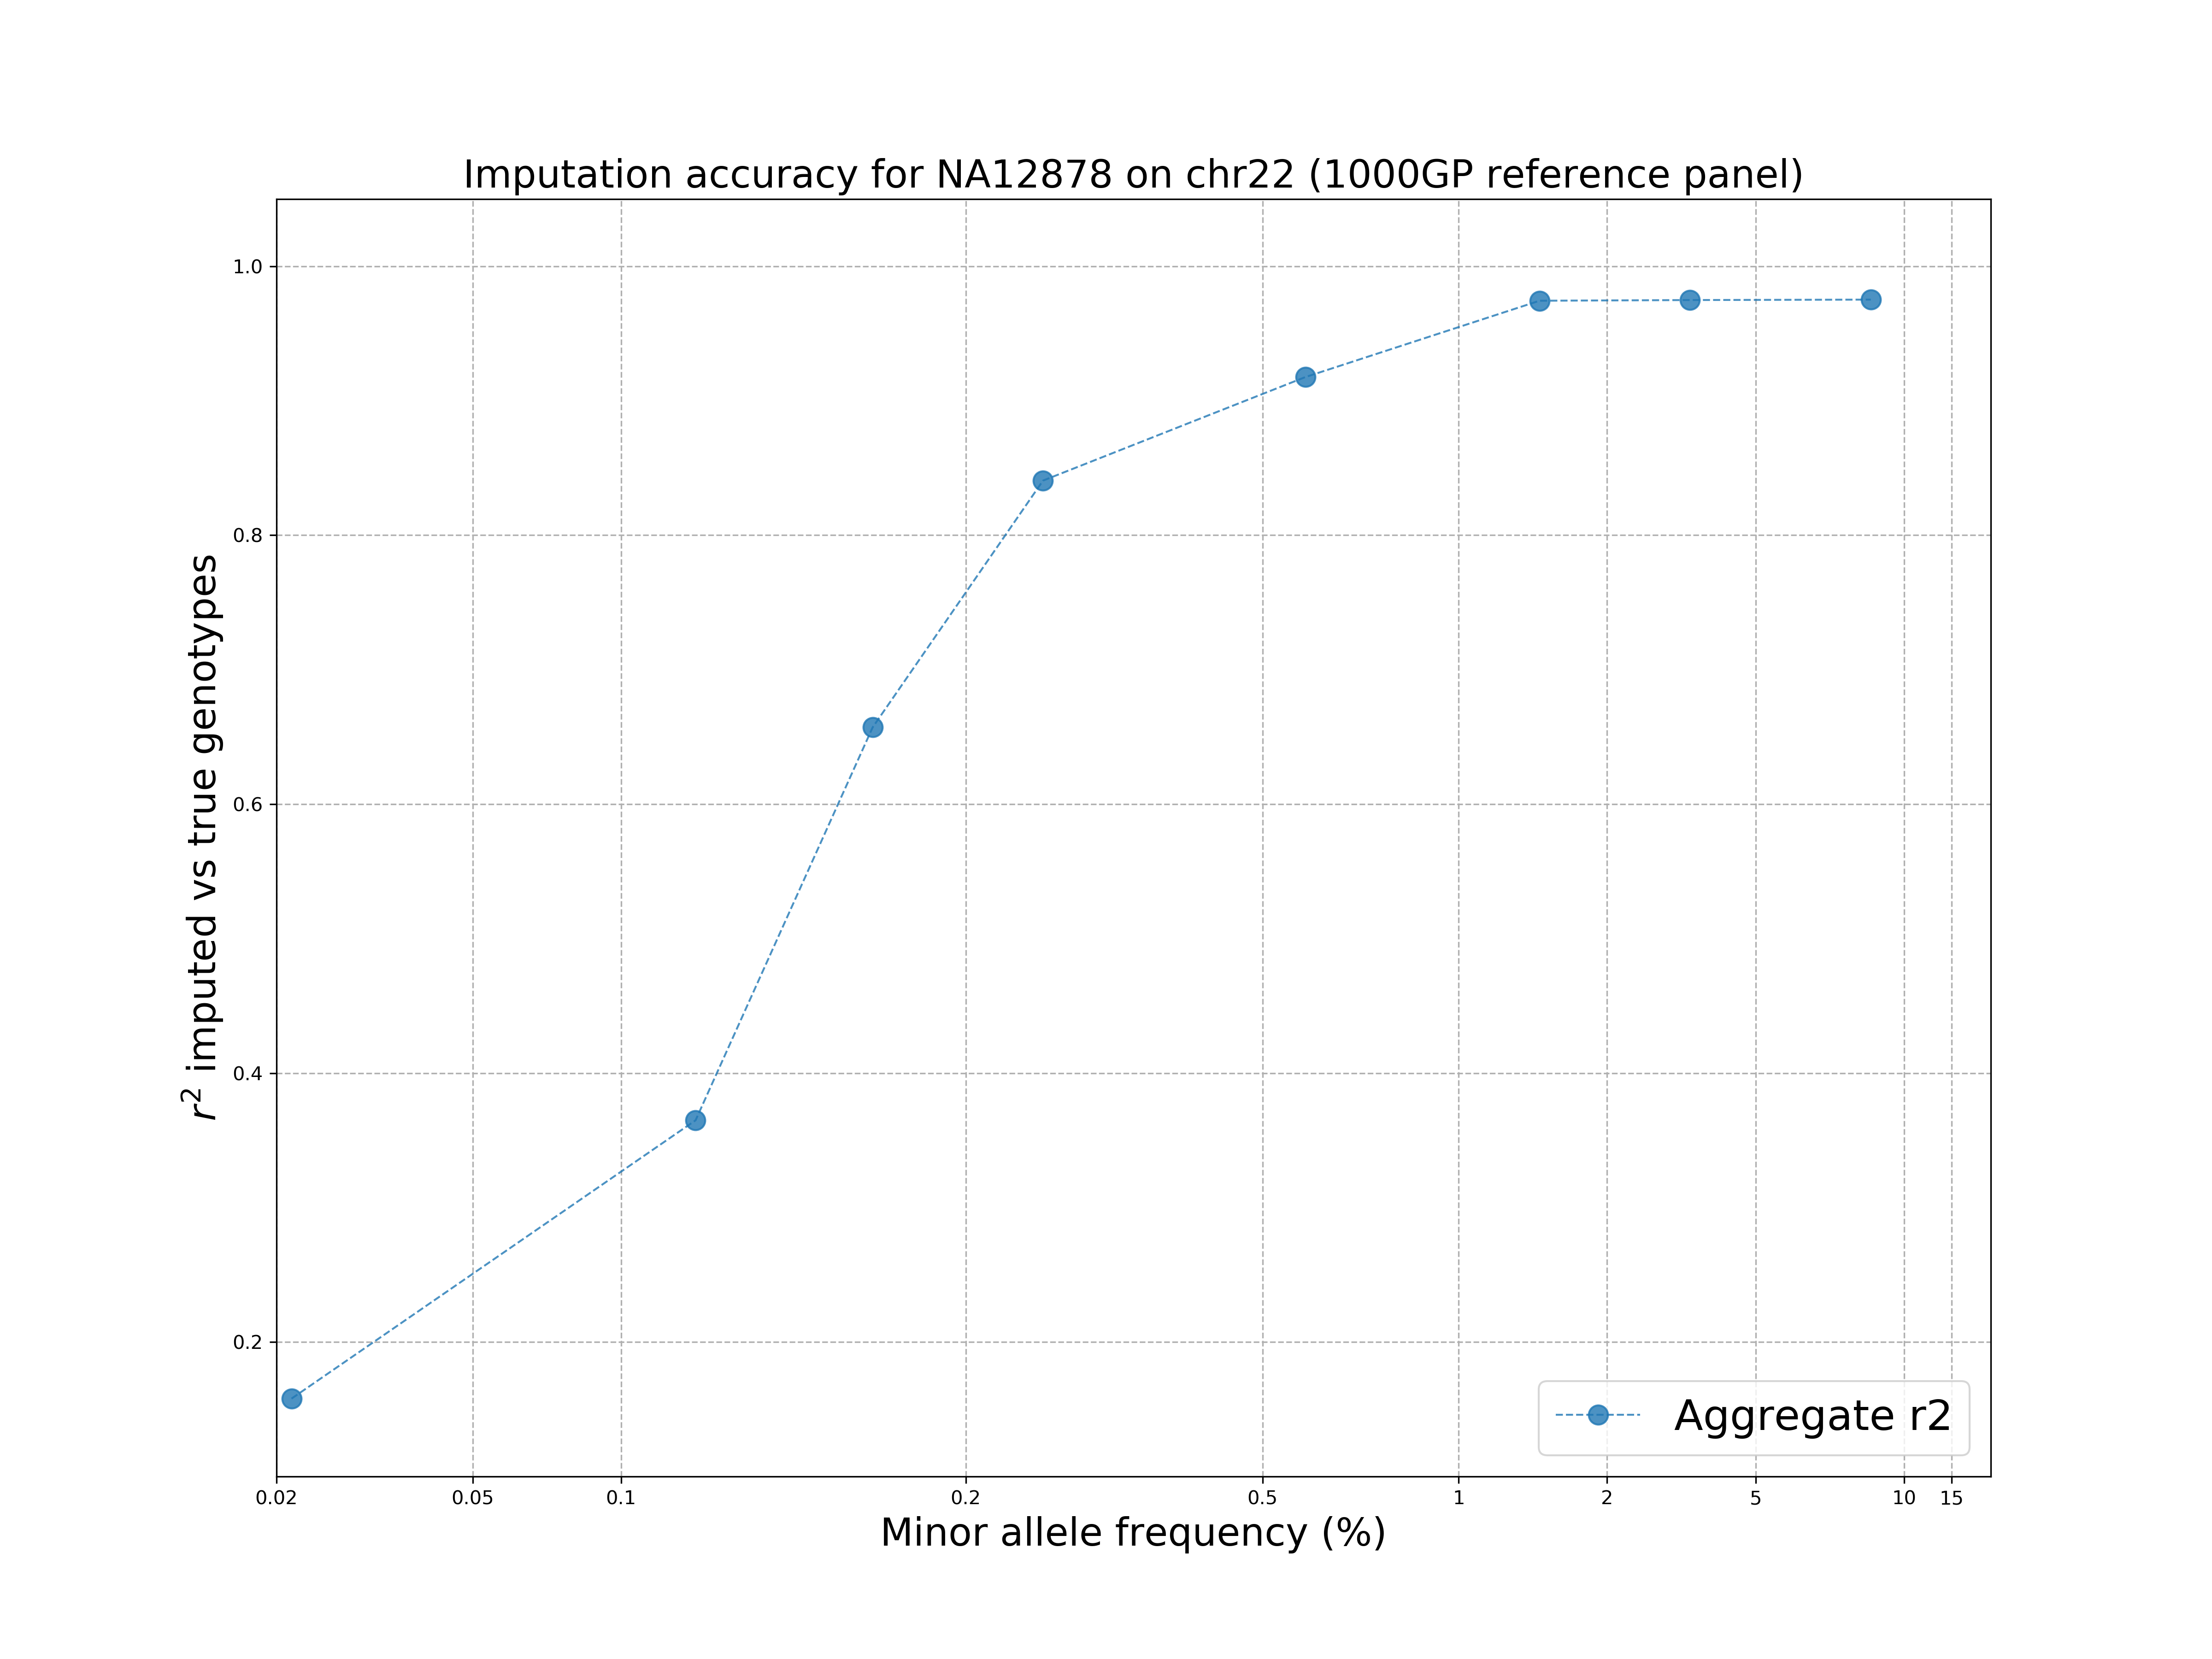 Imputation accuracy for NA12878 on chr22 (1000GP reference panel)
1.0
0.8
0.6
0.4
0.2
r² imputed vs true genotypes
0.02 0.05 0.1 0.2 0.5 1 2 5 10 15
Minor allele frequency (%)
Aggregate r2